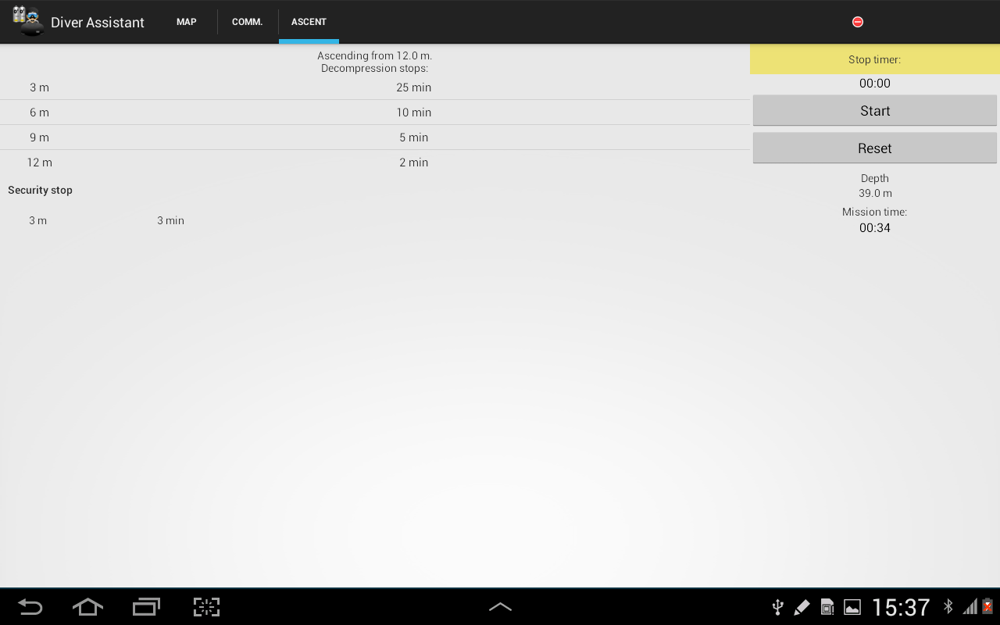 Diver Assistant MAP COMM. ASCENT
Ascending from 12.0 m.
Decompression stops:
3 m 25 min
6 m 10 min
9 m 5 min
12 m 2 min
Security stop
3 m 3 min
Stop timer:
00:00
Start
Reset
Depth
39.0 m
Mission time:
00:34
15:37